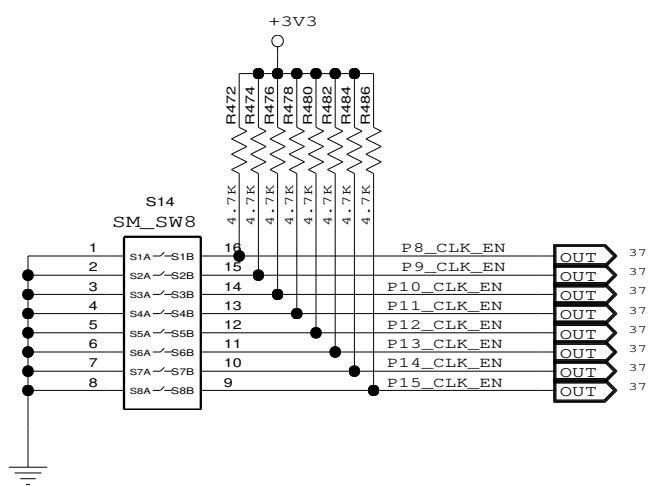 +3V3
R472
R474
R476
R478
R480
R482
R484
R486
4.7K
4.7K
4.7K
4.7K
4.7K
4.7K
4.7K
4.7K
S14
SM_SW8
1 S1A S1B 16 P8_CLK_EN OUT 37
2 S2A S2B 15 P9_CLK_EN OUT 37
3 S3A S3B 14 P10_CLK_EN OUT 37
4 S4A S4B 13 P11_CLK_EN OUT 37
5 S5A S5B 12 P12_CLK_EN OUT 37
6 S6A S6B 11 P13_CLK_EN OUT 37
7 S7A S7B 10 P14_CLK_EN OUT 37
8 S8A S8B 9 P15_CLK_EN OUT 37